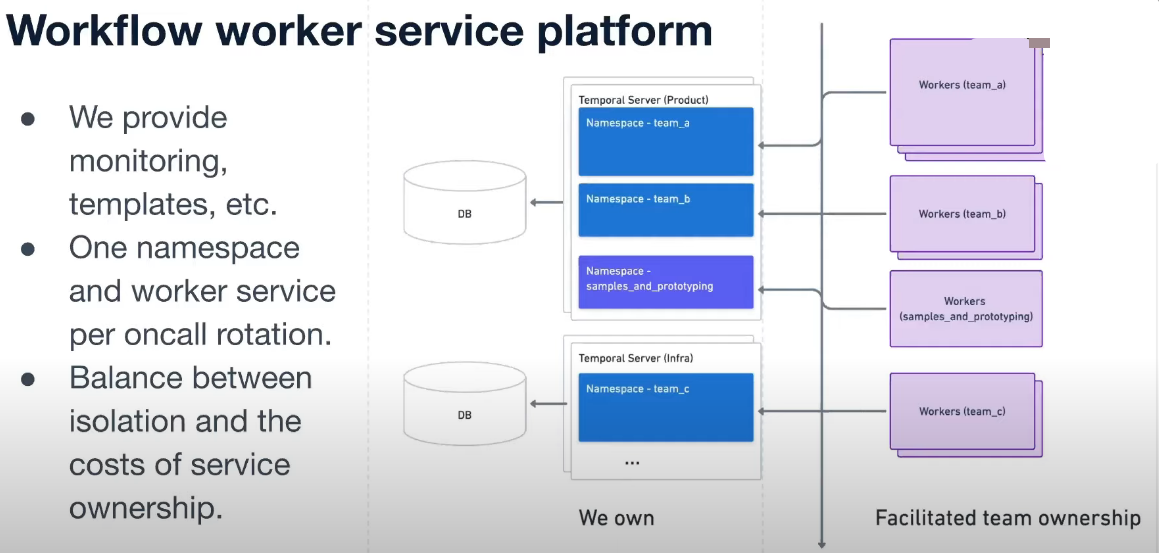 Workflow worker service platform
● We provide
monitoring,
templates, etc.
● One namespace
and worker service
per oncall rotation.
● Balance between
isolation and the
costs of service
ownership.
DB
DB
Temporal Server (Product)
Namespace - team_a
Namespace - team_b
Namespace -
samples_and_prototyping
Temporal Server (Infra)
Namespace - team_c
...
We own
Workers (team_a)
Workers (team_b)
Workers
(samples_and_prototyping)
Workers (team_c)
Facilitated team ownership